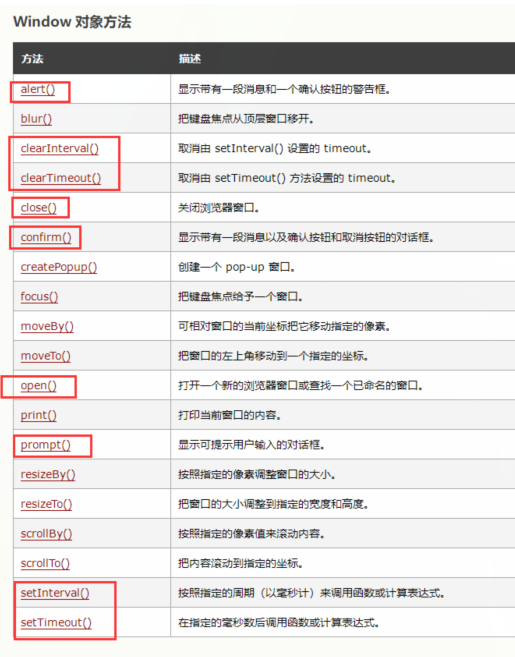 Window 对象方法
方法 描述
alert() 显示带有一段消息和一个确认按钮的警告框。
blur() 把键盘焦点从顶层窗口移开。
clearInterval() 取消由 setInterval() 设置的 timeout。
clearTimeout() 取消由 setTimeout() 方法设置的 timeout。
close() 关闭浏览器窗口。
confirm() 显示带有一段消息以及确认按钮和取消按钮的对话框。
createPopup() 创建一个 pop-up 窗口。
focus() 把键盘焦点给予一个窗口。
moveBy() 可相对窗口的当前坐标把它移动指定的像素。
moveTo() 把窗口的左上角移动到一个指定的坐标。
open() 打开一个新的浏览器窗口或查找一个已命名的窗口。
print() 打印当前窗口的内容。
prompt() 显示可提示用户输入的对话框。
resizeBy() 按照指定的像素调整窗口的大小。
resizeTo() 把窗口的大小调整到指定的宽度和高度。
scrollBy() 按照指定的像素值来滚动内容。
scrollTo() 把内容滚动到指定的坐标。
setInterval() 按照指定的周期（以毫秒计）来调用函数或计算表达式。
setTimeout() 在指定的毫秒数后调用函数或计算表达式。